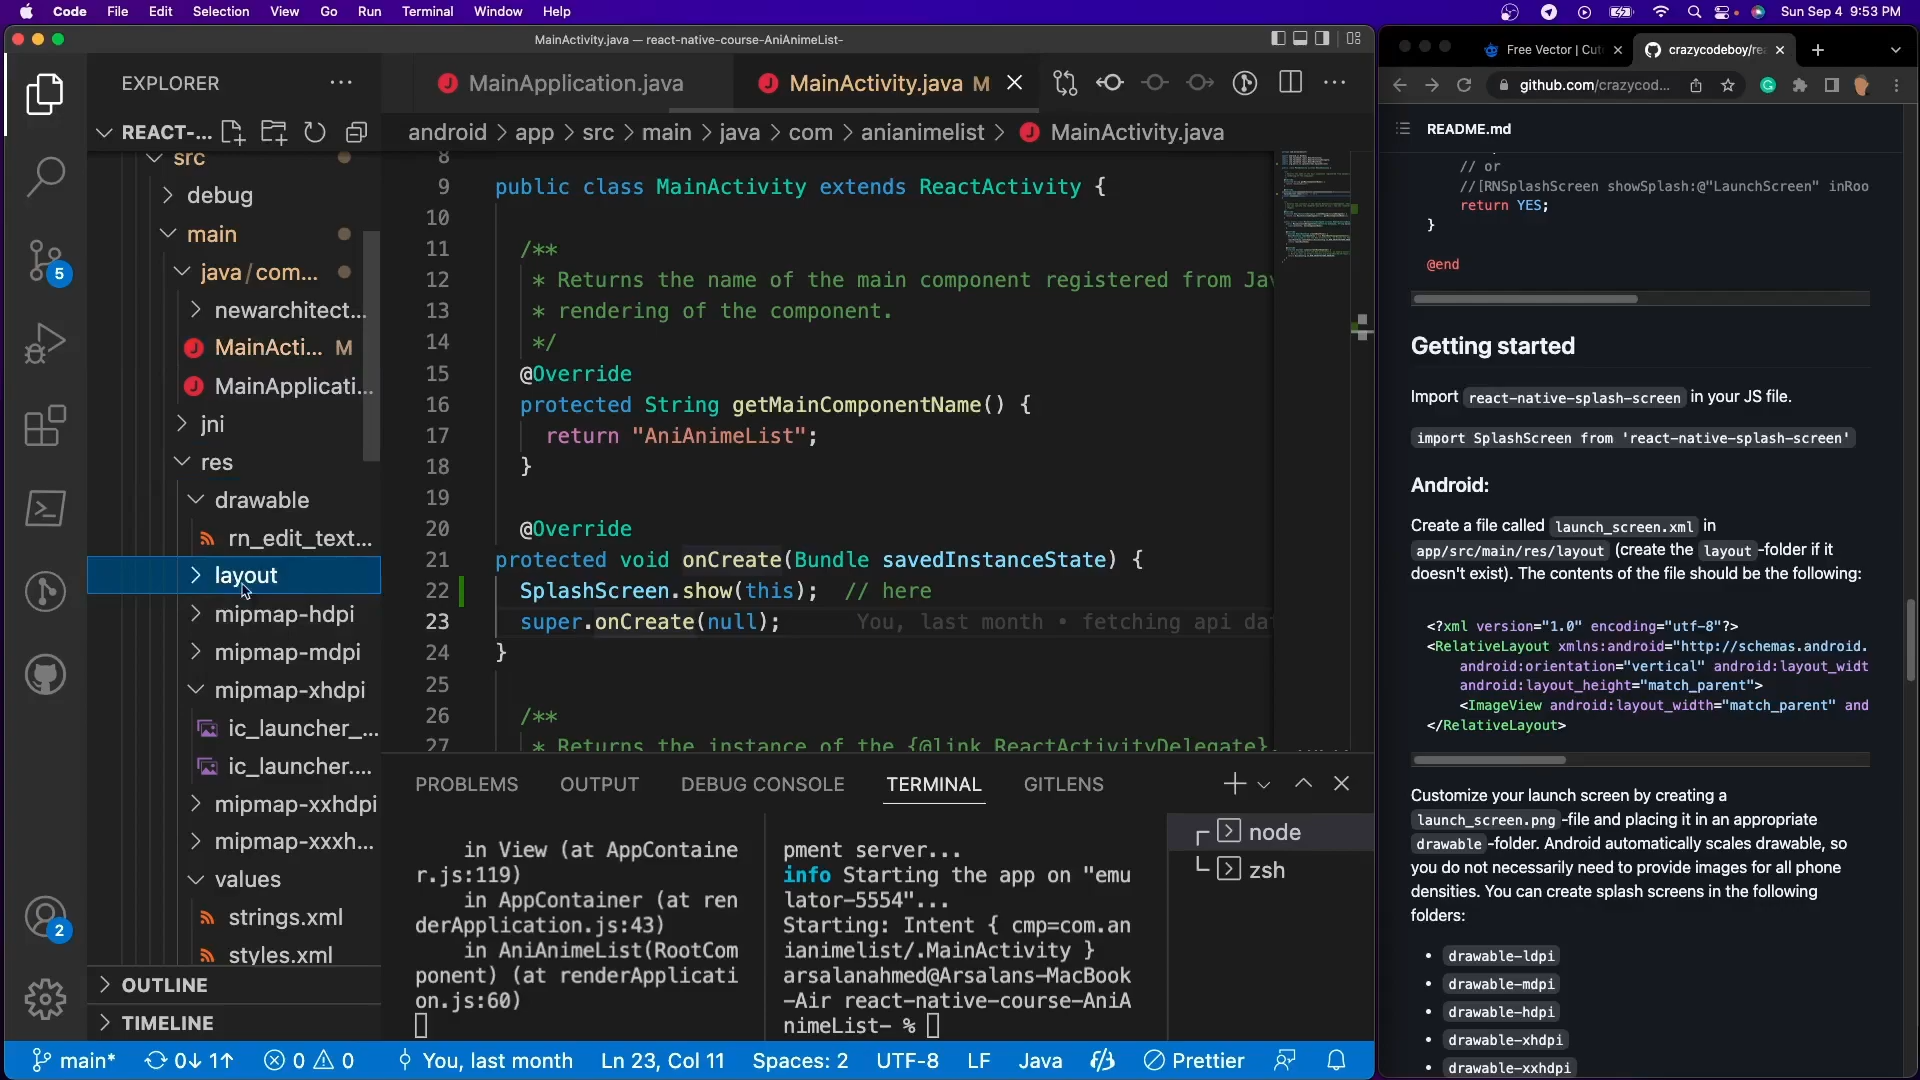 Code File Edit Selection View Go Run Terminal Window Help
Sun Sep 4 9:53 PM
MainActivity.java — react-native-course-AniAnimeList-
EXPLORER
REACT-...
src
debug
main
java/com...
newarchitect...
MainActi... M
MainApplicati...
jni
res
drawable
rn_edit_text...
layout
mipmap-hdpi
mipmap-mdpi
mipmap-xhdpi
ic_launcher_...
ic_launcher....
mipmap-xxhdpi
mipmap-xxxh...
values
strings.xml
styles.xml
OUTLINE
TIMELINE
5
2
MainApplication.java
MainActivity.java M
android > app > src > main > java > com > anianimelist > MainActivity.java
8
9 public class MainActivity extends ReactActivity {
10
11 /**
12 * Returns the name of the main component registered from Jav
13 * rendering of the component.
14 */
15 @Override
16 protected String getMainComponentName() {
17 return "AniAnimeList";
18 }
19
20 @Override
21 protected void onCreate(Bundle savedInstanceState) {
22 SplashScreen.show(this); // here
23 super.onCreate(null); You, last month • fetching api dat
24 }
25
26 /**
27 * Returns the instance of the {@link ReactActivityDelegate}.
PROBLEMS OUTPUT DEBUG CONSOLE TERMINAL GITLENS
in View (at AppContaine
r.js:119)
in AppContainer (at ren
derApplication.js:43)
in AniAnimeList(RootCom
ponent) (at renderApplicati
on.js:60)
pment server...
info Starting the app on "emu
lator-5554"...
Starting: Intent { cmp=com.an
ianimelist/.MainActivity }
arsalanahmed@Arsalans-MacBook
-Air react-native-course-AniA
nimeList- %
node
zsh
main* 0↓ 1↑ 0 0 You, last month Ln 23, Col 11 Spaces: 2 UTF-8 LF Java Prettier
Free Vector | Cut
crazycodeboy/rea
github.com/crazycod...
README.md
// or
//[RNSplashScreen showSplash:@"LaunchScreen" inRoo
return YES;
}
@end
Getting started
Import react-native-splash-screen in your JS file.
import SplashScreen from 'react-native-splash-screen'
Android:
Create a file called launch_screen.xml in
app/src/main/res/layout (create the layout-folder if it
doesn't exist). The contents of the file should be the following:
<?xml version="1.0" encoding="utf-8"?>
<RelativeLayout xmlns:android="http://schemas.android.
android:orientation="vertical" android:layout_widt
android:layout_height="match_parent">
<ImageView android:layout_width="match_parent" and
</RelativeLayout>
Customize your launch screen by creating a
launch_screen.png-file and placing it in an appropriate
drawable-folder. Android automatically scales drawable, so
you do not necessarily need to provide images for all phone
densities. You can create splash screens in the following
folders:
• drawable-ldpi
• drawable-mdpi
• drawable-hdpi
• drawable-xhdpi
• drawable-xxhdpi